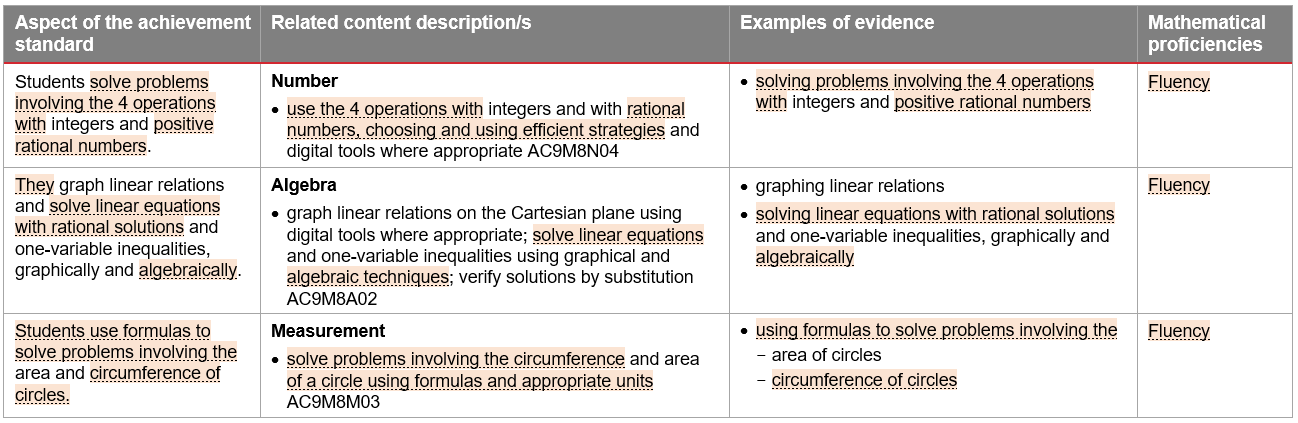 Aspect of the achievement
standard
Related content description/s
Examples of evidence
Mathematical
proficiencies
Students solve problems
involving the 4 operations
with integers and positive
rational numbers.
Number
• use the 4 operations with integers and with rational
numbers, choosing and using efficient strategies and
digital tools where appropriate AC9M8N04
• solving problems involving the 4 operations
with integers and positive rational numbers
Fluency
They graph linear relations
and solve linear equations
with rational solutions and
one-variable inequalities,
graphically and algebraically.
Algebra
• graph linear relations on the Cartesian plane using
digital tools where appropriate; solve linear equations
and one-variable inequalities using graphical and
algebraic techniques; verify solutions by substitution
AC9M8A02
• graphing linear relations
• solving linear equations with rational solutions
and one-variable inequalities, graphically and
algebraically
Fluency
Students use formulas to
solve problems involving the
area and circumference of
circles.
Measurement
• solve problems involving the circumference and area
of a circle using formulas and appropriate units
AC9M8M03
• using formulas to solve problems involving the
− area of circles
− circumference of circles
Fluency